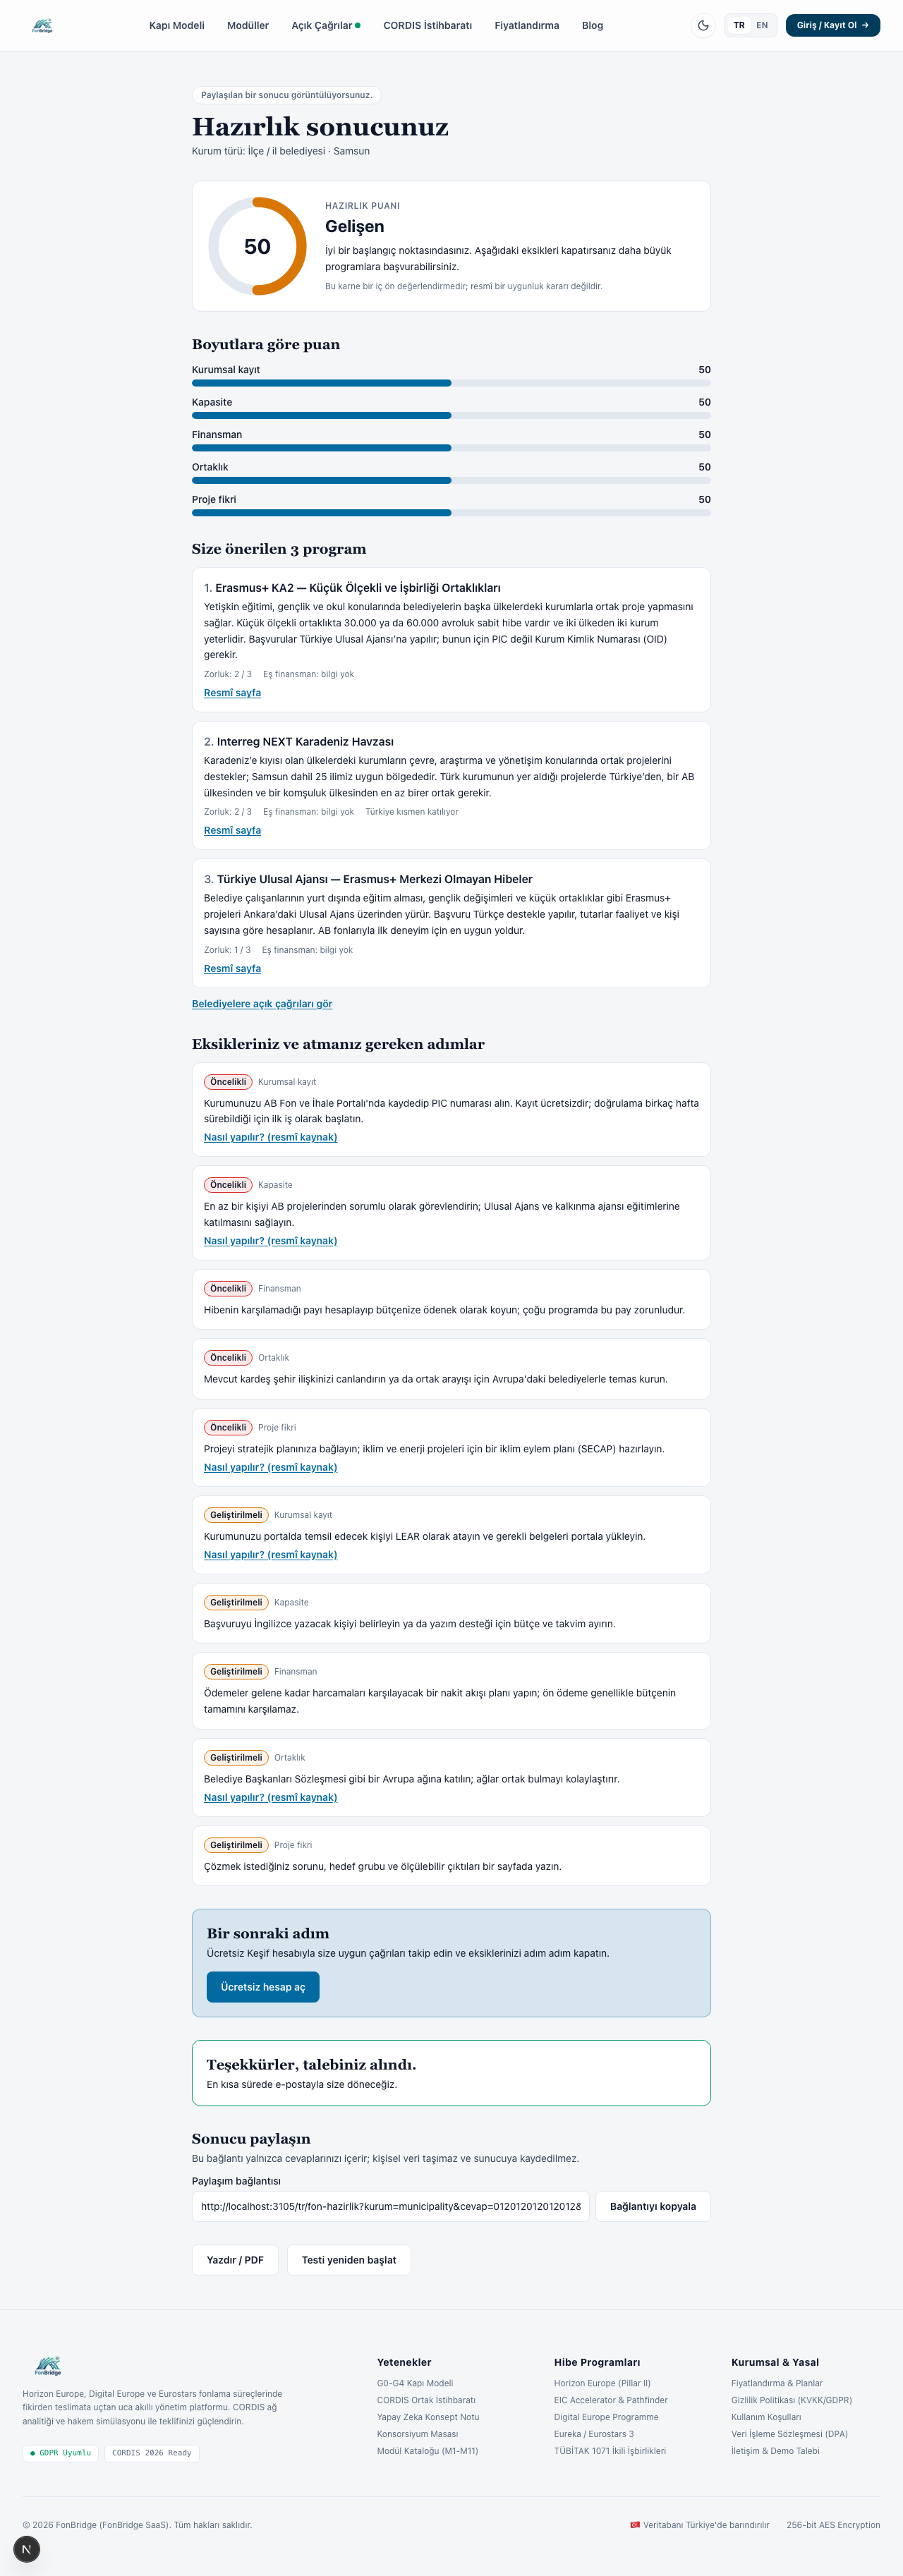 FonBridge
Kapı Modeli
Modüller
Açık Çağrılar
CORDIS İstihbaratı
Fiyatlandırma
Blog
TR
EN
Giriş / Kayıt Ol →
Paylaşılan bir sonucu görüntülüyorsunuz.
Hazırlık sonucunuz
Kurum türü: İlçe / il belediyesi · Samsun
50
HAZIRLIK PUANI
Gelişen
İyi bir başlangıç noktasındasınız. Aşağıdaki eksikleri kapatırsanız daha büyük
programlara başvurabilirsiniz.
Bu karne bir iç ön değerlendirmedir; resmî bir uygunluk kararı değildir.
Boyutlara göre puan
Kurumsal kayıt 50
Kapasite 50
Finansman 50
Ortaklık 50
Proje fikri 50
Size önerilen 3 program
1. Erasmus+ KA2 — Küçük Ölçekli ve İşbirliği Ortaklıkları
Yetişkin eğitimi, gençlik ve okul konularında belediyelerin başka ülkelerdeki kurumlarla ortak proje yapmasını
sağlar. Küçük ölçekli ortaklıkta 30.000 ya da 60.000 avroluk sabit hibe vardır ve iki ülkeden iki kurum
yeterlidir. Başvurular Türkiye Ulusal Ajansı'na yapılır; bunun için PIC değil Kurum Kimlik Numarası (OID)
gerekir.
Zorluk: 2 / 3 Eş finansman: bilgi yok
Resmî sayfa
2. Interreg NEXT Karadeniz Havzası
Karadeniz'e kıyısı olan ülkelerdeki kurumların çevre, araştırma ve yönetişim konularında ortak projelerini
destekler; Samsun dahil 25 ilimiz uygun bölgededir. Türk kurumunun yer aldığı projelerde Türkiye'den, bir AB
ülkesinden ve bir komşuluk ülkesinden en az birer ortak gerekir.
Zorluk: 2 / 3 Eş finansman: bilgi yok Türkiye kısmen katılıyor
Resmî sayfa
3. Türkiye Ulusal Ajansı — Erasmus+ Merkezi Olmayan Hibeler
Belediye çalışanlarının yurt dışında eğitim alması, gençlik değişimleri ve küçük ortaklıklar gibi Erasmus+
projeleri Ankara'daki Ulusal Ajans üzerinden yürür. Başvuru Türkçe destekle yapılır, tutarlar faaliyet ve kişi
sayısına göre hesaplanır. AB fonlarıyla ilk deneyim için en uygun yoldur.
Zorluk: 1 / 3 Eş finansman: bilgi yok
Resmî sayfa
Belediyelere açık çağrıları gör
Eksikleriniz ve atmanız gereken adımlar
Öncelikli Kurumsal kayıt
Kurumunuzu AB Fon ve İhale Portalı'nda kaydedip PIC numarası alın. Kayıt ücretsizdir; doğrulama birkaç hafta
sürebildiği için ilk iş olarak başlatın.
Nasıl yapılır? (resmî kaynak)
Öncelikli Kapasite
En az bir kişiyi AB projelerinden sorumlu olarak görevlendirin; Ulusal Ajans ve kalkınma ajansı eğitimlerine
katılmasını sağlayın.
Nasıl yapılır? (resmî kaynak)
Öncelikli Finansman
Hibenin karşılamadığı payı hesaplayıp bütçenize ödenek olarak koyun; çoğu programda bu pay zorunludur.
Öncelikli Ortaklık
Mevcut kardeş şehir ilişkinizi canlandırın ya da ortak arayışı için Avrupa'daki belediyelerle temas kurun.
Öncelikli Proje fikri
Projeyi stratejik planınıza bağlayın; iklim ve enerji projeleri için bir iklim eylem planı (SECAP) hazırlayın.
Nasıl yapılır? (resmî kaynak)
Geliştirilmeli Kurumsal kayıt
Kurumunuzu portalda temsil edecek kişiyi LEAR olarak atayın ve gerekli belgeleri portala yükleyin.
Nasıl yapılır? (resmî kaynak)
Geliştirilmeli Kapasite
Başvuruyu İngilizce yazacak kişiyi belirleyin ya da yazım desteği için bütçe ve takvim ayırın.
Geliştirilmeli Finansman
Ödemeler gelene kadar harcamaları karşılayacak bir nakit akışı planı yapın; ön ödeme genellikle bütçenin
tamamını karşılamaz.
Geliştirilmeli Ortaklık
Belediye Başkanları Sözleşmesi gibi bir Avrupa ağına katılın; ağlar ortak bulmayı kolaylaştırır.
Nasıl yapılır? (resmî kaynak)
Geliştirilmeli Proje fikri
Çözmek istediğiniz sorunu, hedef grubu ve ölçülebilir çıktıları bir sayfada yazın.
Bir sonraki adım
Ücretsiz Keşif hesabıyla size uygun çağrıları takip edin ve eksiklerinizi adım adım kapatın.
Ücretsiz hesap aç
Teşekkürler, talebiniz alındı.
En kısa sürede e-postayla size döneceğiz.
Sonucu paylaşın
Bu bağlantı yalnızca cevaplarınızı içerir; kişisel veri taşımaz ve sunucuya kaydedilmez.
Paylaşım bağlantısı
http://localhost:3105/tr/fon-hazirlik?kurum=municipality&cevap=012012012012012&
Bağlantıyı kopyala
Yazdır / PDF
Testi yeniden başlat
FonBridge
Horizon Europe, Digital Europe ve Eurostars fonlama süreçlerinde
fikirden teslimata uçtan uca akıllı yönetim platformu. CORDIS ağ
analitiği ve hakem simülasyonu ile teklifinizi güçlendirin.
● GDPR Uyumlu
CORDIS 2026 Ready
Yetenekler
G0-G4 Kapı Modeli
CORDIS Ortak İstihbaratı
Yapay Zeka Konsept Notu
Konsorsiyum Masası
Modül Kataloğu (M1-M11)
Hibe Programları
Horizon Europe (Pillar II)
EIC Accelerator & Pathfinder
Digital Europe Programme
Eureka / Eurostars 3
TÜBİTAK 1071 İkili İşbirlikleri
Kurumsal & Yasal
Fiyatlandırma & Planlar
Gizlilik Politikası (KVKK/GDPR)
Kullanım Koşulları
Veri İşleme Sözleşmesi (DPA)
İletişim & Demo Talebi
© 2026 FonBridge (FonBridge SaaS). Tüm hakları saklıdır.
Veritabanı Türkiye'de barındırılır
256-bit AES Encryption
N